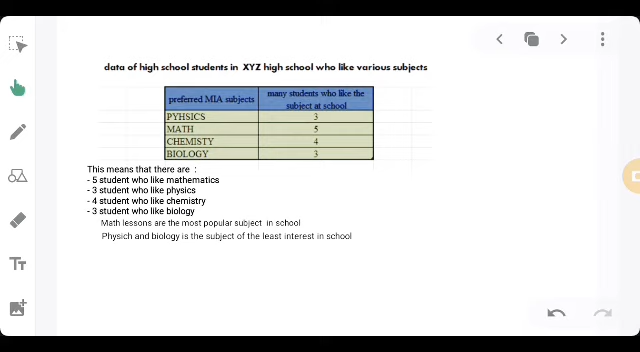 data of high school students in XYZ high school who like various subjects
preferred MIA subjects many students who like the subject at school
PYHSICS 3
MATH 5
CHEMISTY 4
BIOLOGY 3
This means that there are :
- 5 student who like mathematics
- 3 student who like physics
- 4 student who like chemistry
- 3 student who like biology
Math lessons are the most popular subject in school
Physich and biology is the subject of the least interest in school
Tт